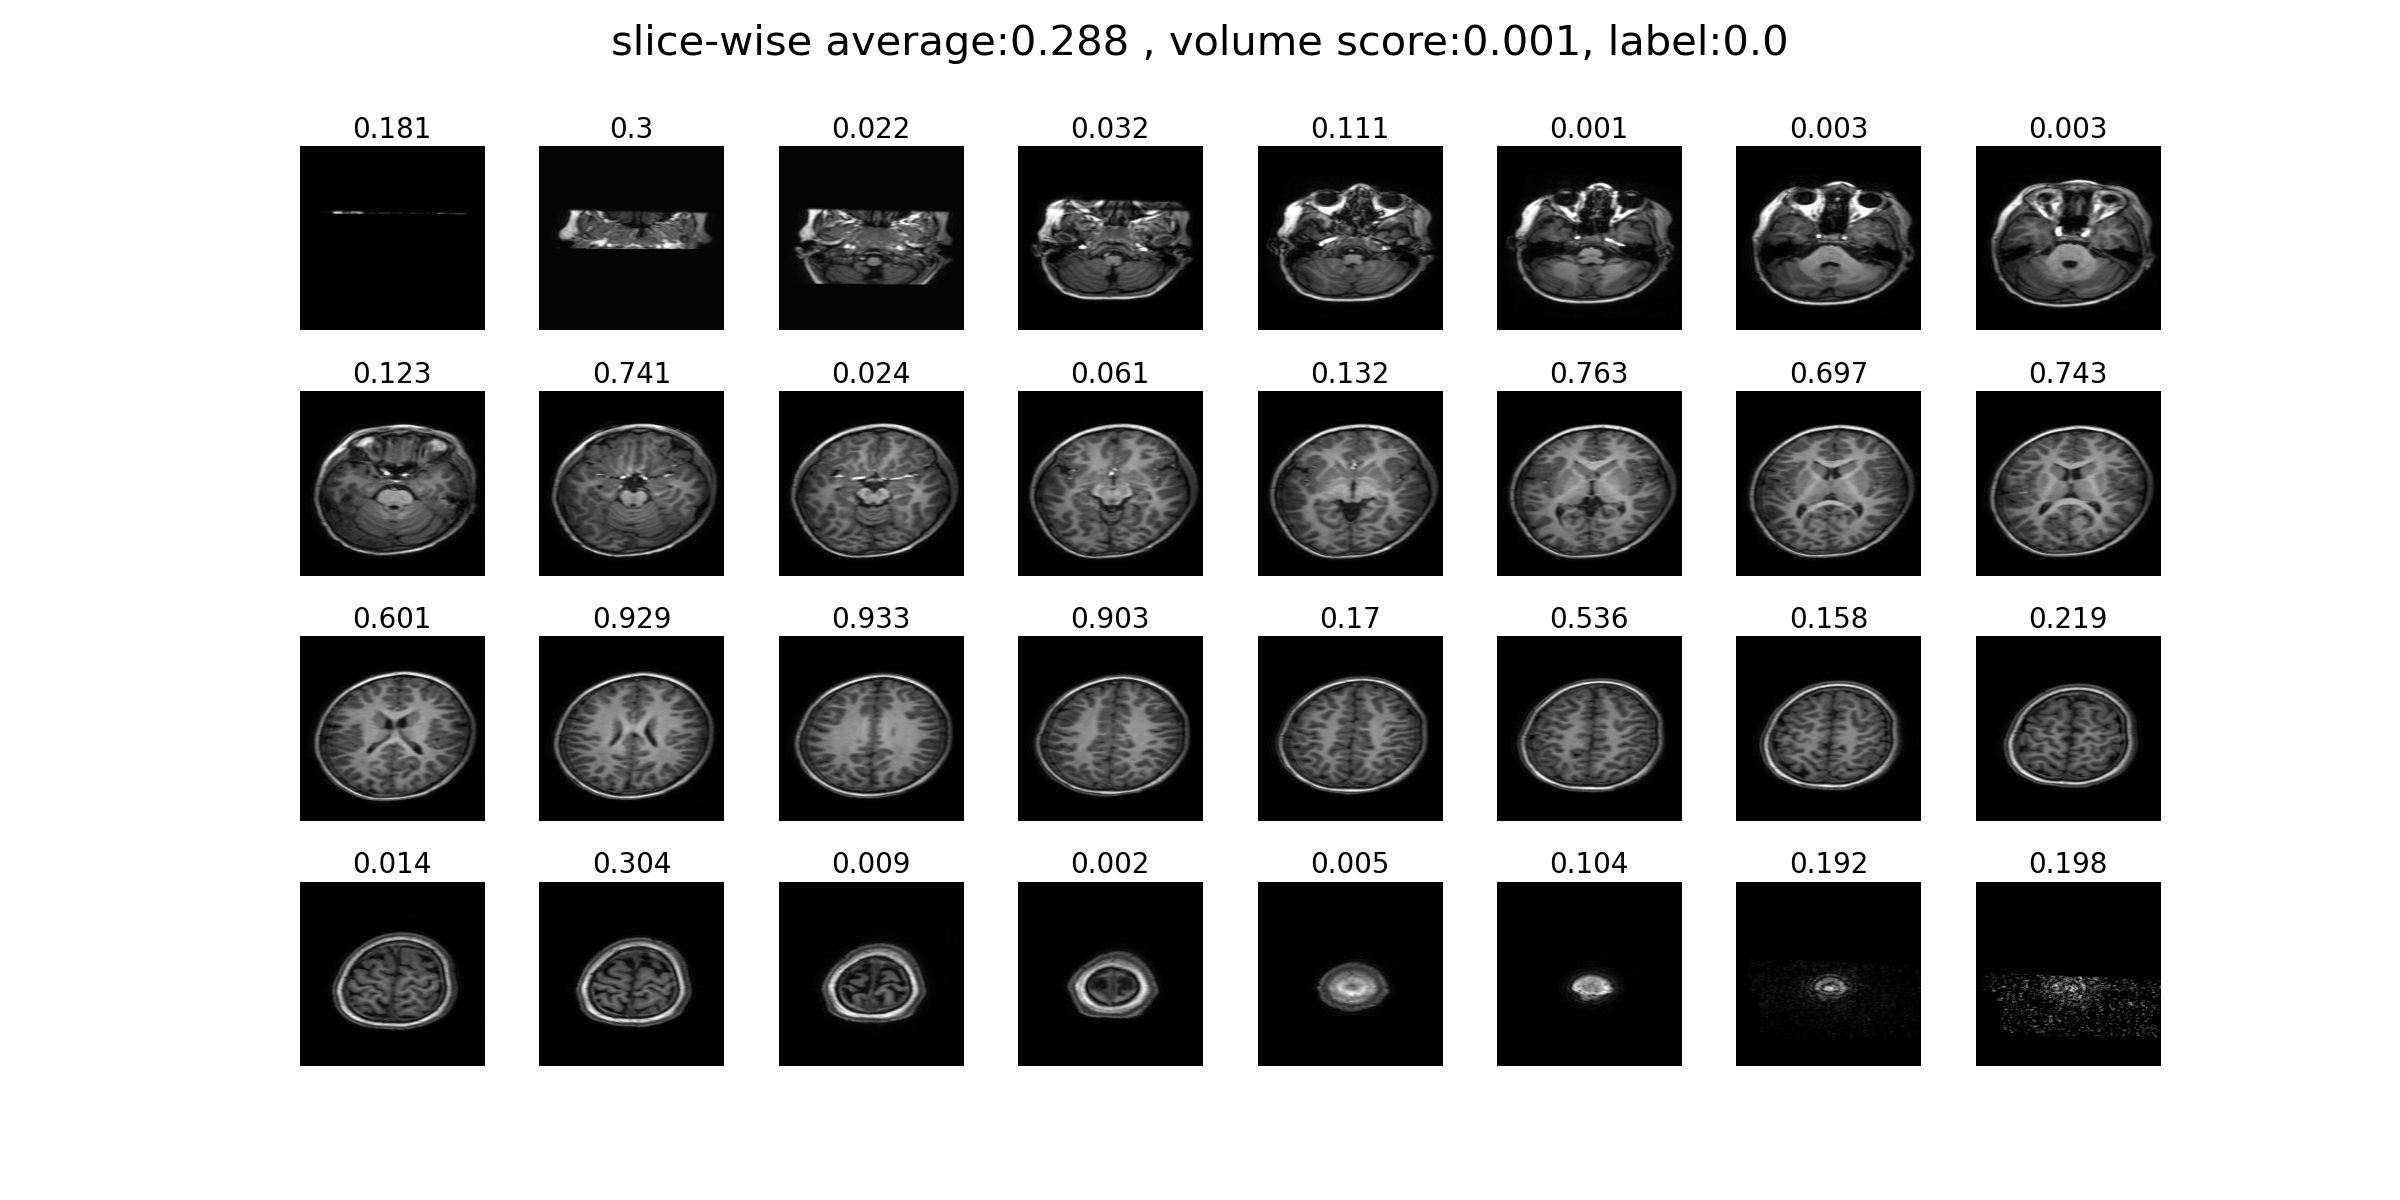 slice-wise average:0.288 , volume score:0.001, label:0.0
0.181 0.3 0.022 0.032 0.111 0.001 0.003 0.003
0.123 0.741 0.024 0.061 0.132 0.763 0.697 0.743
0.601 0.929 0.933 0.903 0.17 0.536 0.158 0.219
0.014 0.304 0.009 0.002 0.005 0.104 0.192 0.198